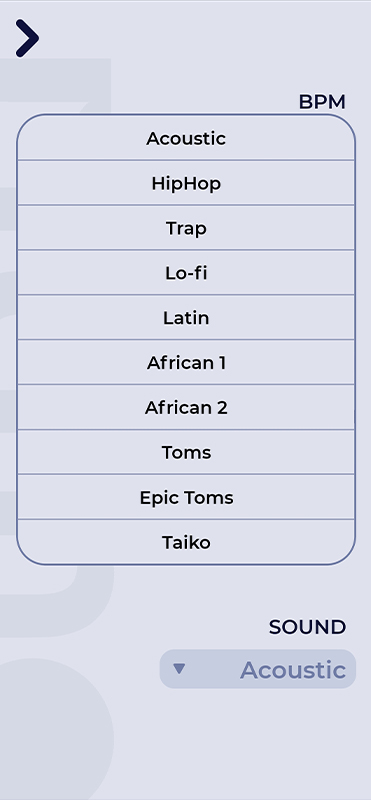 BPM
Acoustic
HipHop
Trap
Lo-fi
Latin
African 1
African 2
Toms
Epic Toms
Taiko
SOUND
Acoustic